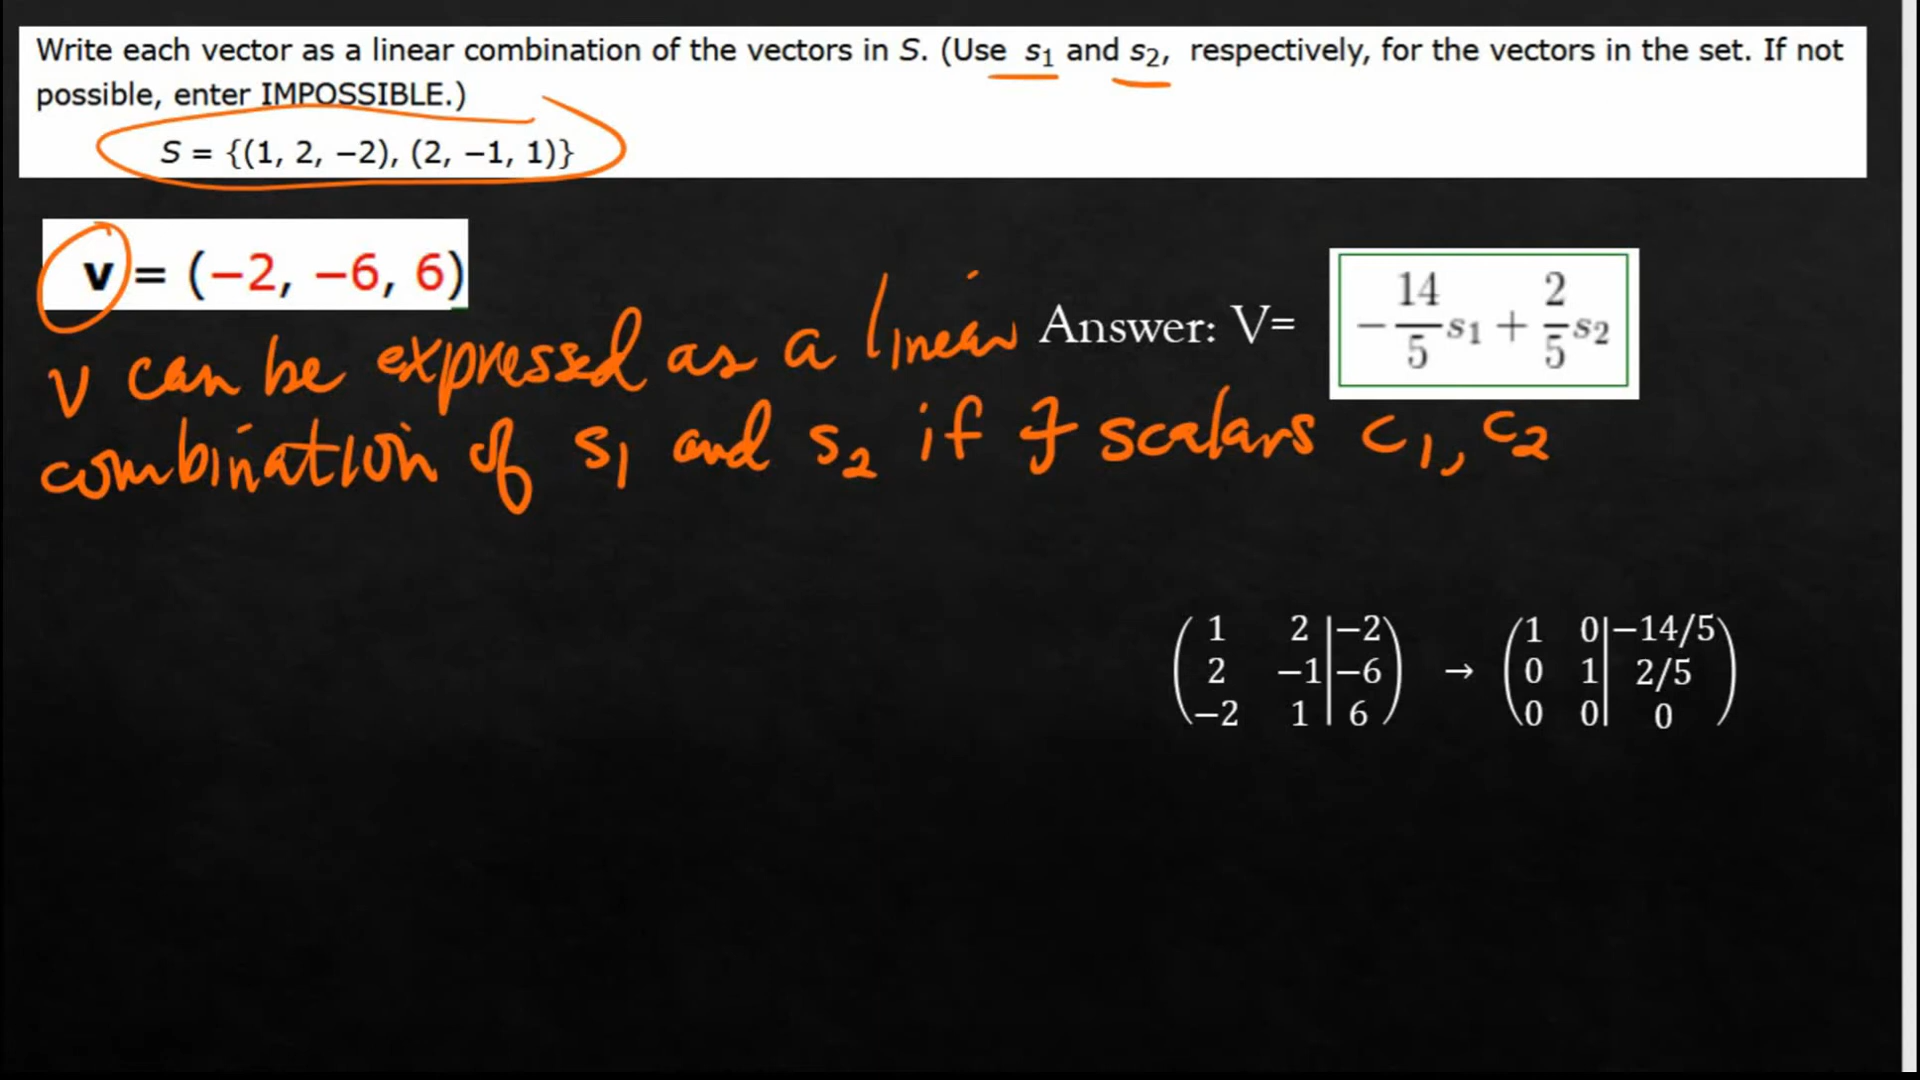 Write each vector as a linear combination of the vectors in S. (Use s₁ and s₂, respectively, for the vectors in the set. If not
possible, enter IMPOSSIBLE.)
S = {(1, 2, −2), (2, −1, 1)}
v = (−2, −6, 6)
Answer: V= −14/5 s₁ + 2/5 s₂
v can be expressed as a linear
combination of s₁ and s₂ if ∃ scalars c₁, c₂
1 2 | −2 1 0 | −14/5
2 −1 | −6 → 0 1 | 2/5
−2 1 | 6 0 0 | 0